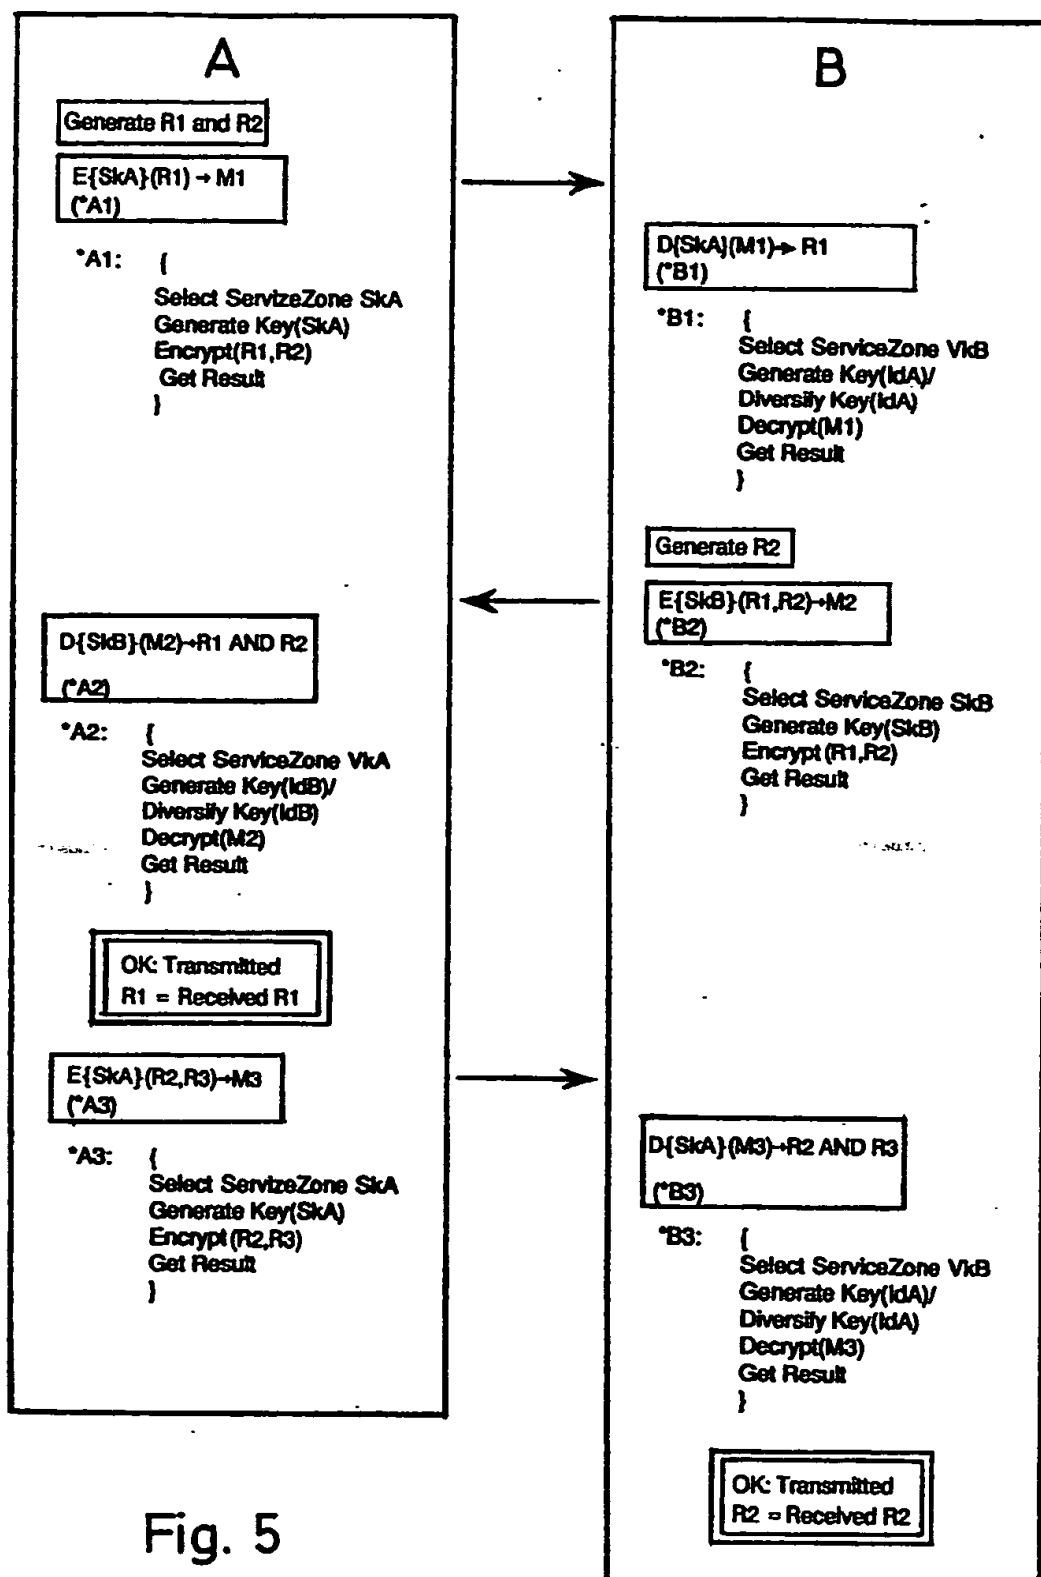 A
Generate R1 and R2
E{SkA}(R1)→M1
(*A1)
*A1: {
Select ServizeZone SkA
Generate Key(SkA)
Encrypt(R1,R2)
Get Result
}
D{SkB}(M2)→R1 AND R2
(*A2)
*A2: {
Select ServiceZone VkA
Generate Key(IdB)/
Diversify Key(IdB)
Decrypt(M2)
Get Result
}
OK: Transmitted
R1 = Received R1
E{SkA}(R2,R3)→M3
(*A3)
*A3: {
Select ServizeZone SkA
Generate Key(SkA)
Encrypt(R2,R3)
Get Result
}
B
D{SkA}(M1)→R1
(*B1)
*B1: {
Select ServiceZone VkB
Generate Key(IdA)/
Diversify Key(IdA)
Decrypt(M1)
Get Result
}
Generate R2
E{SkB}(R1,R2)→M2
(*B2)
*B2: {
Select ServiceZone SkB
Generate Key(SkB)
Encrypt(R1,R2)
Get Result
}
D{SkA}(M3)→R2 AND R3
(*B3)
*B3: {
Select ServiceZone VkB
Generate Key(IdA)/
Diversify Key(IdA)
Decrypt(M3)
Get Result
}
OK: Transmitted
R2 = Received R2
Fig. 5